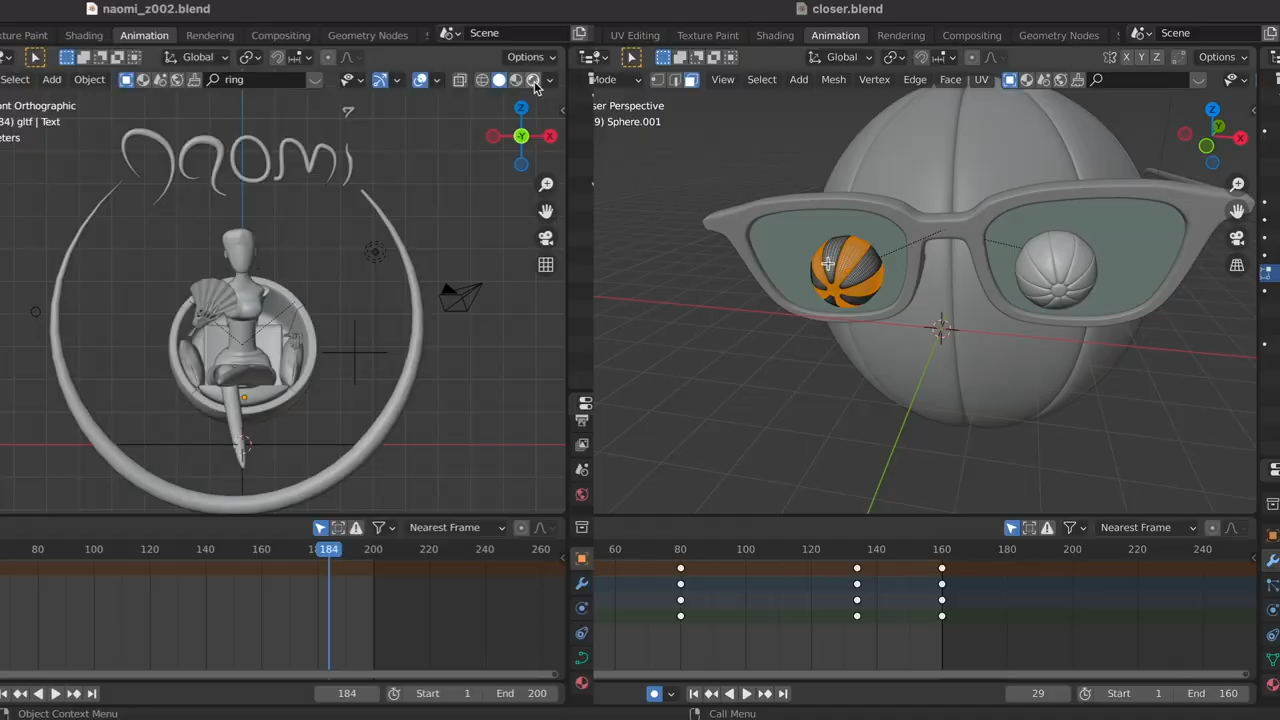 naomi_z002.blend
closer.blend
ture Paint Shading Animation Rendering Compositing Geometry Nodes Scene
UV Editing Texture Paint Shading Animation Rendering Compositing Geometry Nodes Scene
Global Options
Global X Y Z Options
Select Add Object ring
Mode View Select Add Mesh Vertex Edge Face UV
ont Orthographic
84) gltf | Text
eters
ser Perspective
9) Sphere.001
Z
X
-Y
Z
Y
X
naomi
Nearest Frame
Nearest Frame
80 100 120 140 160 184 200 220 240 260
60 80 100 120 140 160 180 200 220 240
184 Start 1 End 200
29 Start 1 End 160
Object Context Menu
Call Menu